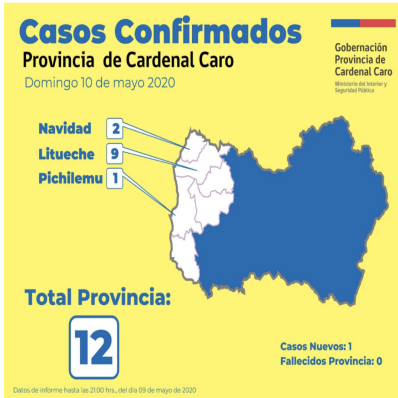 Casos Confirmados
Provincia de Cardenal Caro
Domingo 10 de mayo 2020
Gobernación
Provincia de
Cardenal Caro
Ministerio del Interior y
Seguridad Pública
Navidad 2
Litueche 9
Pichilemu 1
Total Provincia:
12
Casos Nuevos: 1
Fallecidos Provincia: 0
Datos de informe hasta las 21:00 hrs., del día 09 de mayo de 2020